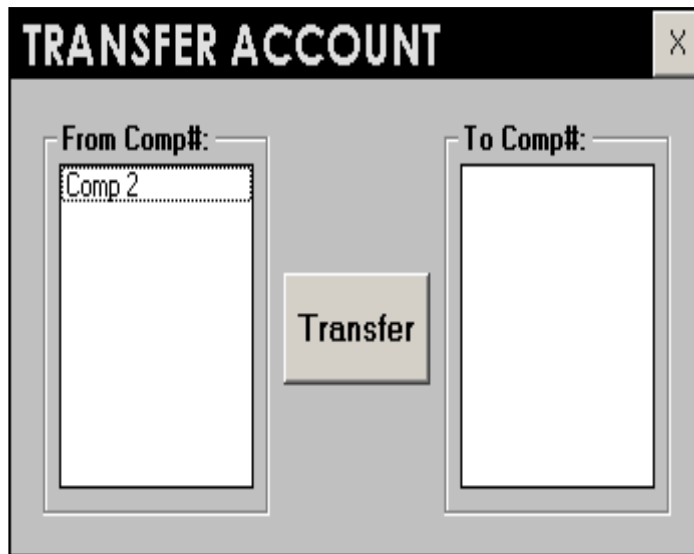 TRANSFER ACCOUNT X
From Comp#:
To Comp#:
Comp 2
Transfer